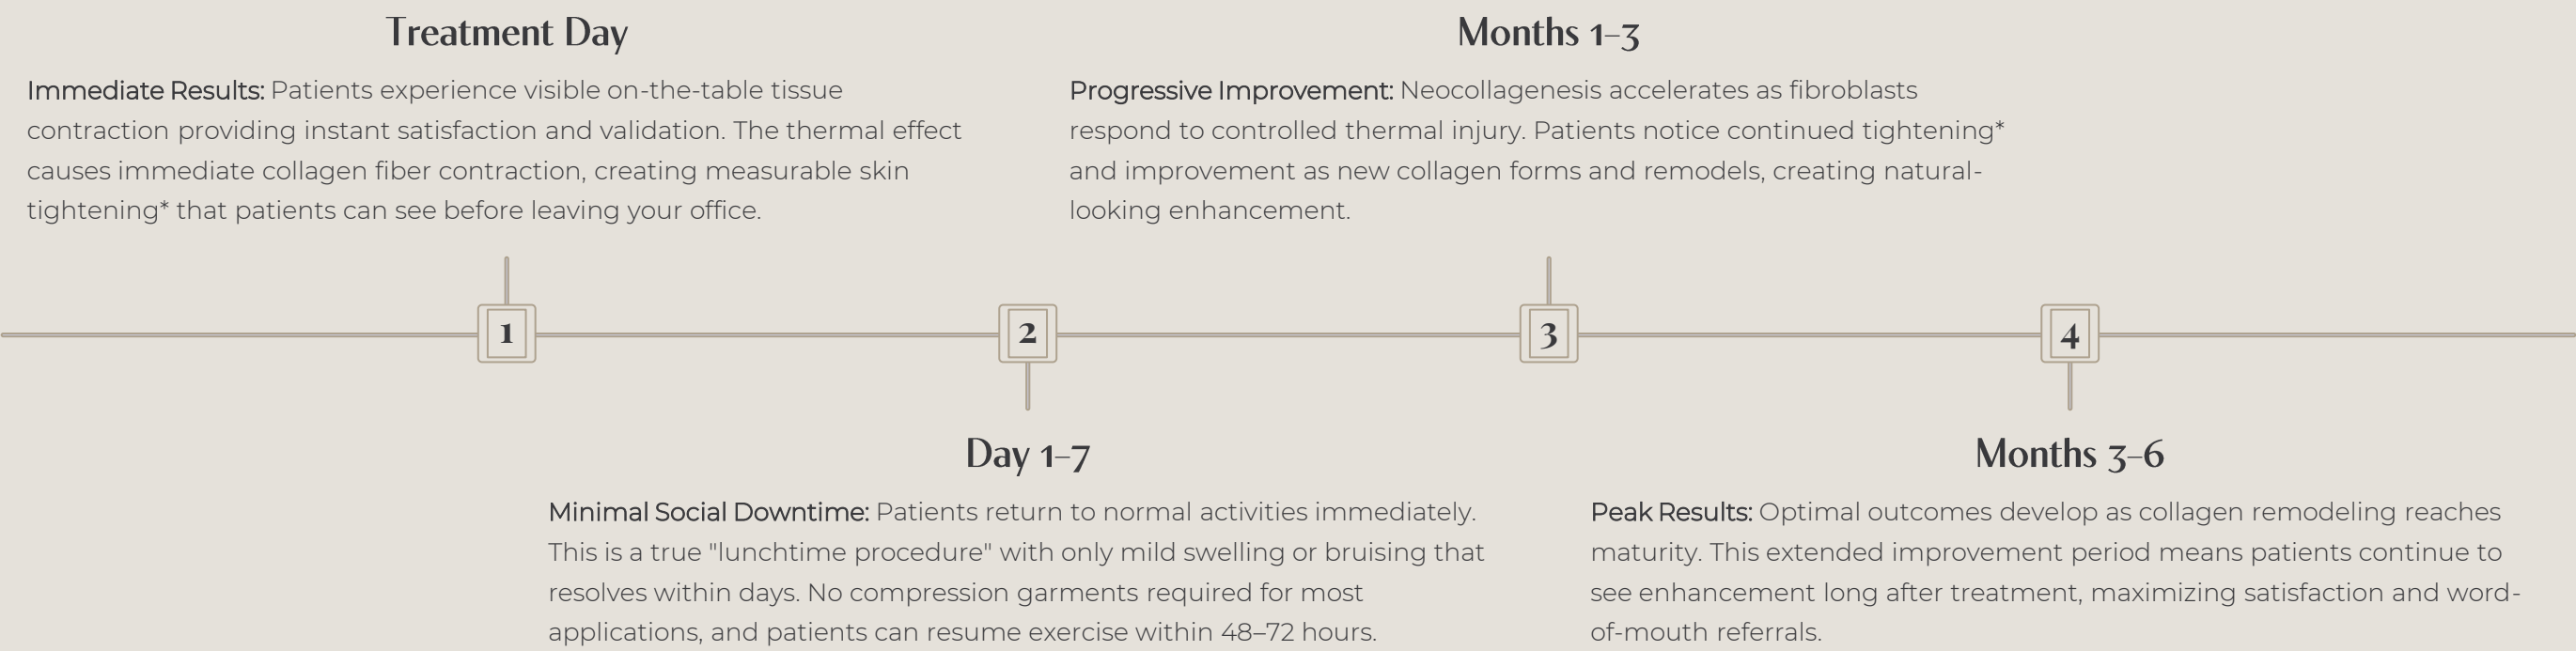 Treatment Day
Immediate Results: Patients experience visible on-the-table tissue
contraction providing instant satisfaction and validation. The thermal effect
causes immediate collagen fiber contraction, creating measurable skin
tightening* that patients can see before leaving your office.
1
2
Day 1–7
Minimal Social Downtime: Patients return to normal activities immediately.
This is a true "lunchtime procedure" with only mild swelling or bruising that
resolves within days. No compression garments required for most
applications, and patients can resume exercise within 48–72 hours.
Months 1–3
Progressive Improvement: Neocollagenesis accelerates as fibroblasts
respond to controlled thermal injury. Patients notice continued tightening*
and improvement as new collagen forms and remodels, creating natural-
looking enhancement.
3
4
Months 3–6
Peak Results: Optimal outcomes develop as collagen remodeling reaches
maturity. This extended improvement period means patients continue to
see enhancement long after treatment, maximizing satisfaction and word-
of-mouth referrals.